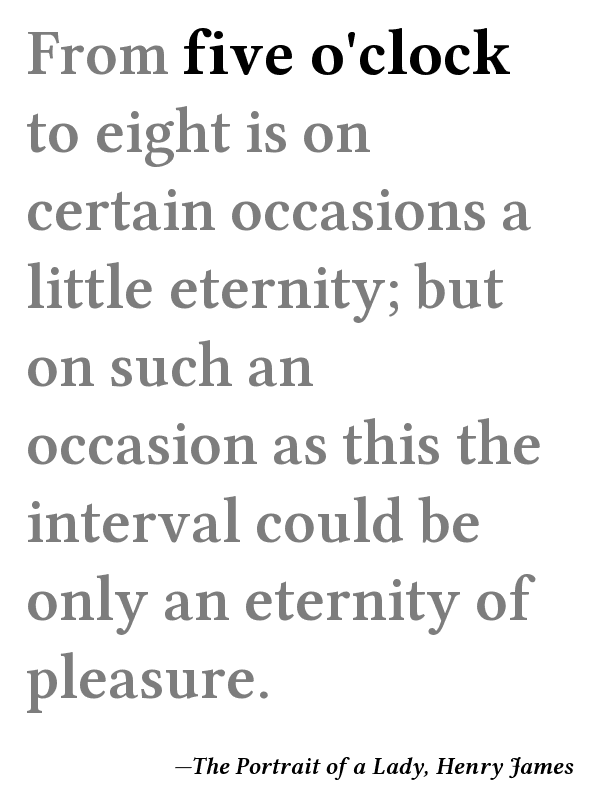 From five o'clock
to eight is on
certain occasions a
little eternity; but
on such an
occasion as this the
interval could be
only an eternity of
pleasure.
—The Portrait of a Lady, Henry James